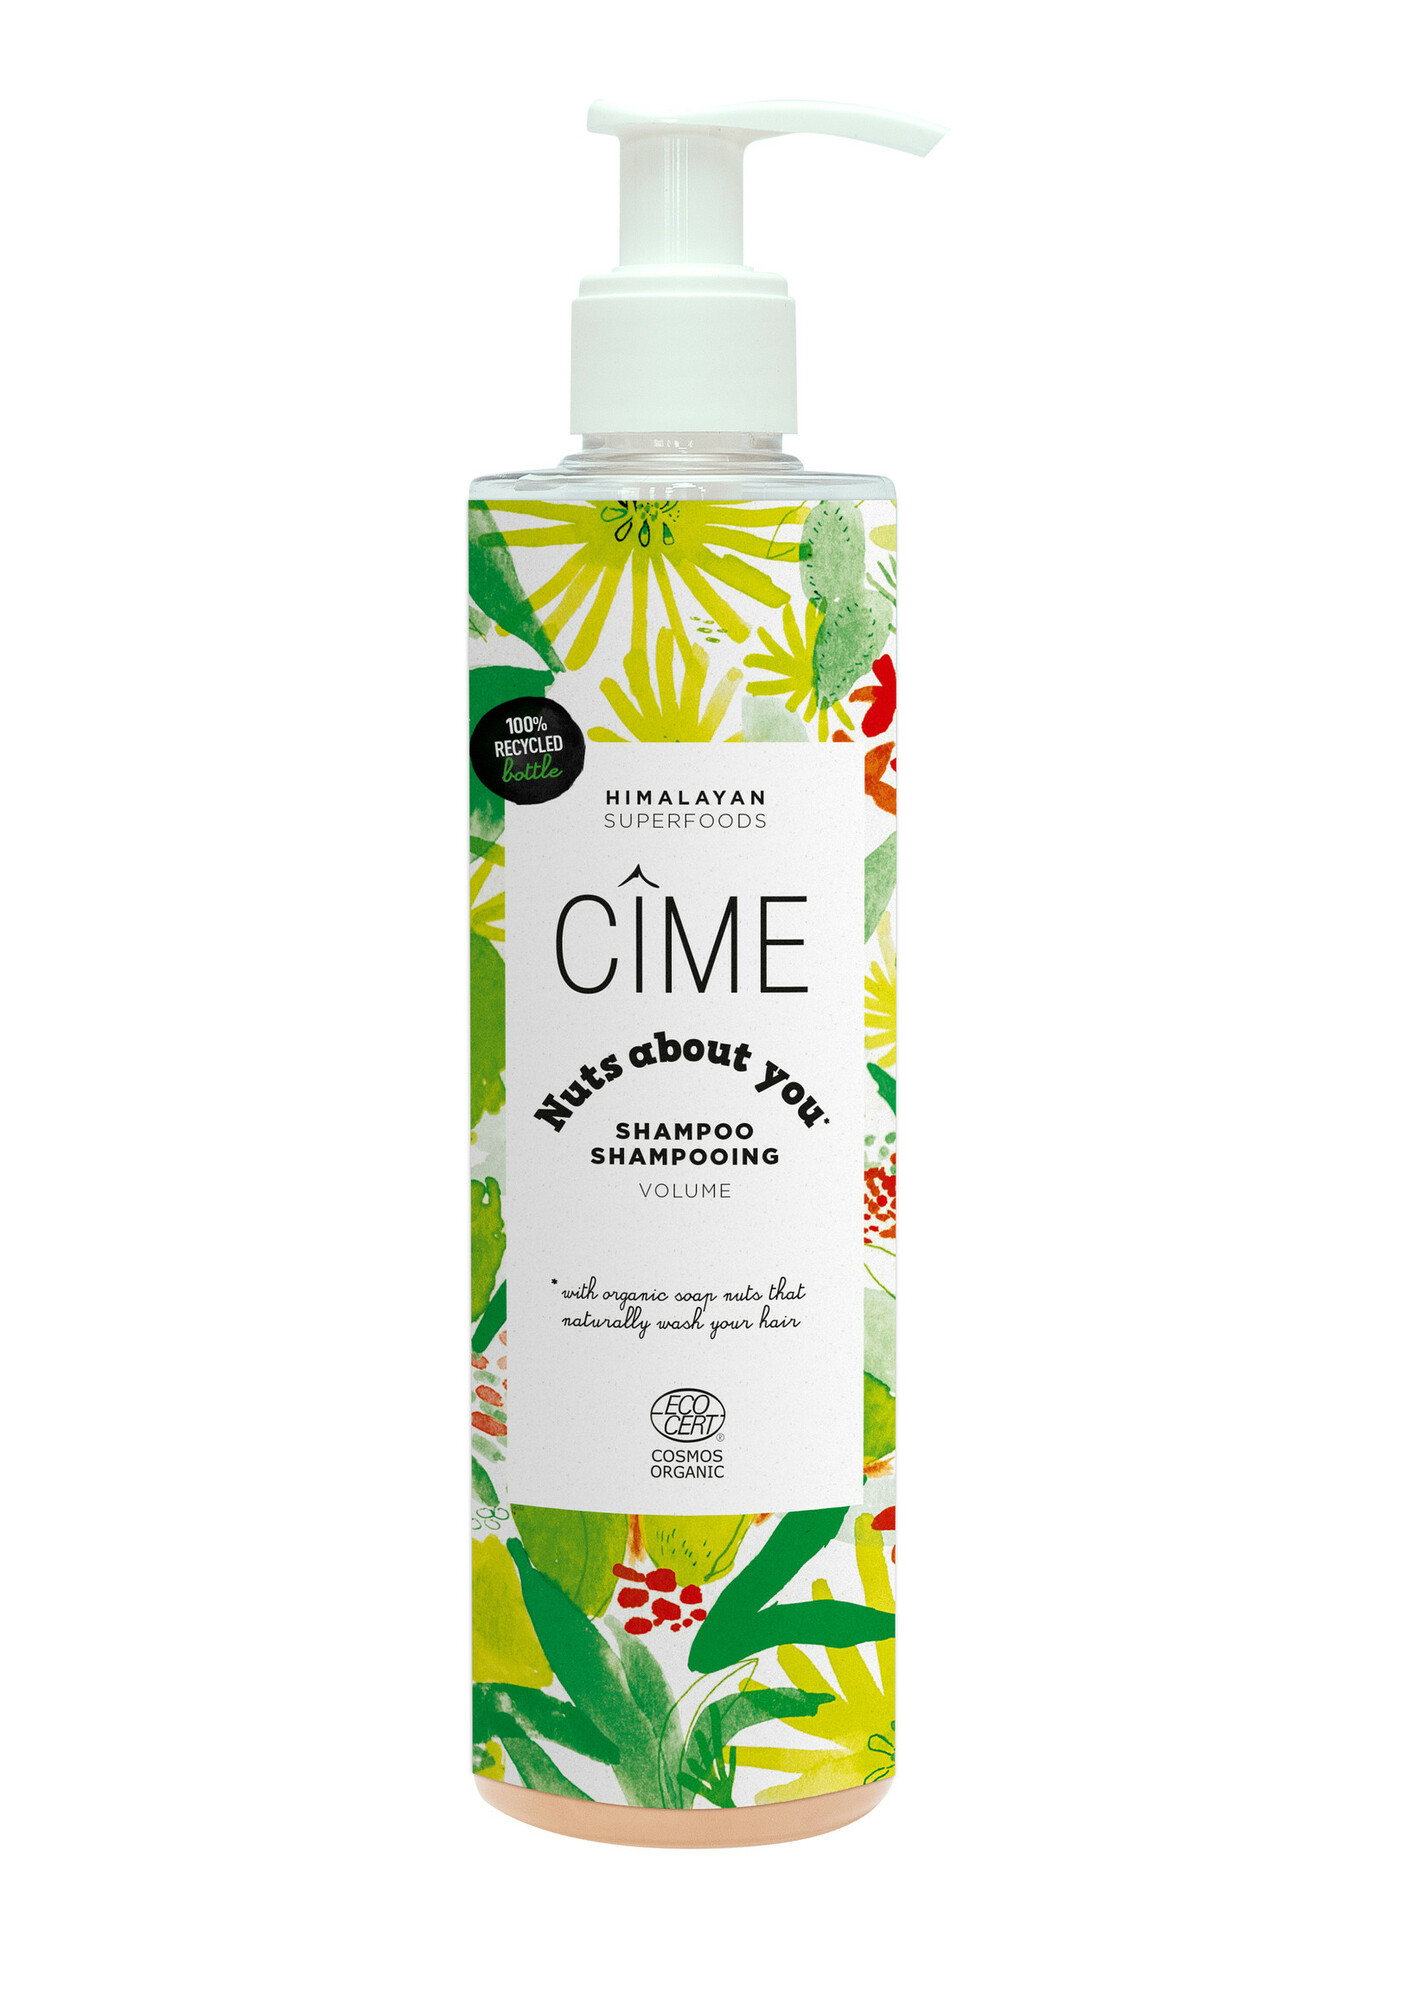 100%
RECYCLED
bottle
HIMALAYAN
SUPERFOODS
CÎME
Nuts about you*
SHAMPOO
SHAMPOOING
VOLUME
*with organic soap nuts that
naturally wash your hair
ECO
CERT®
COSMOS
ORGANIC